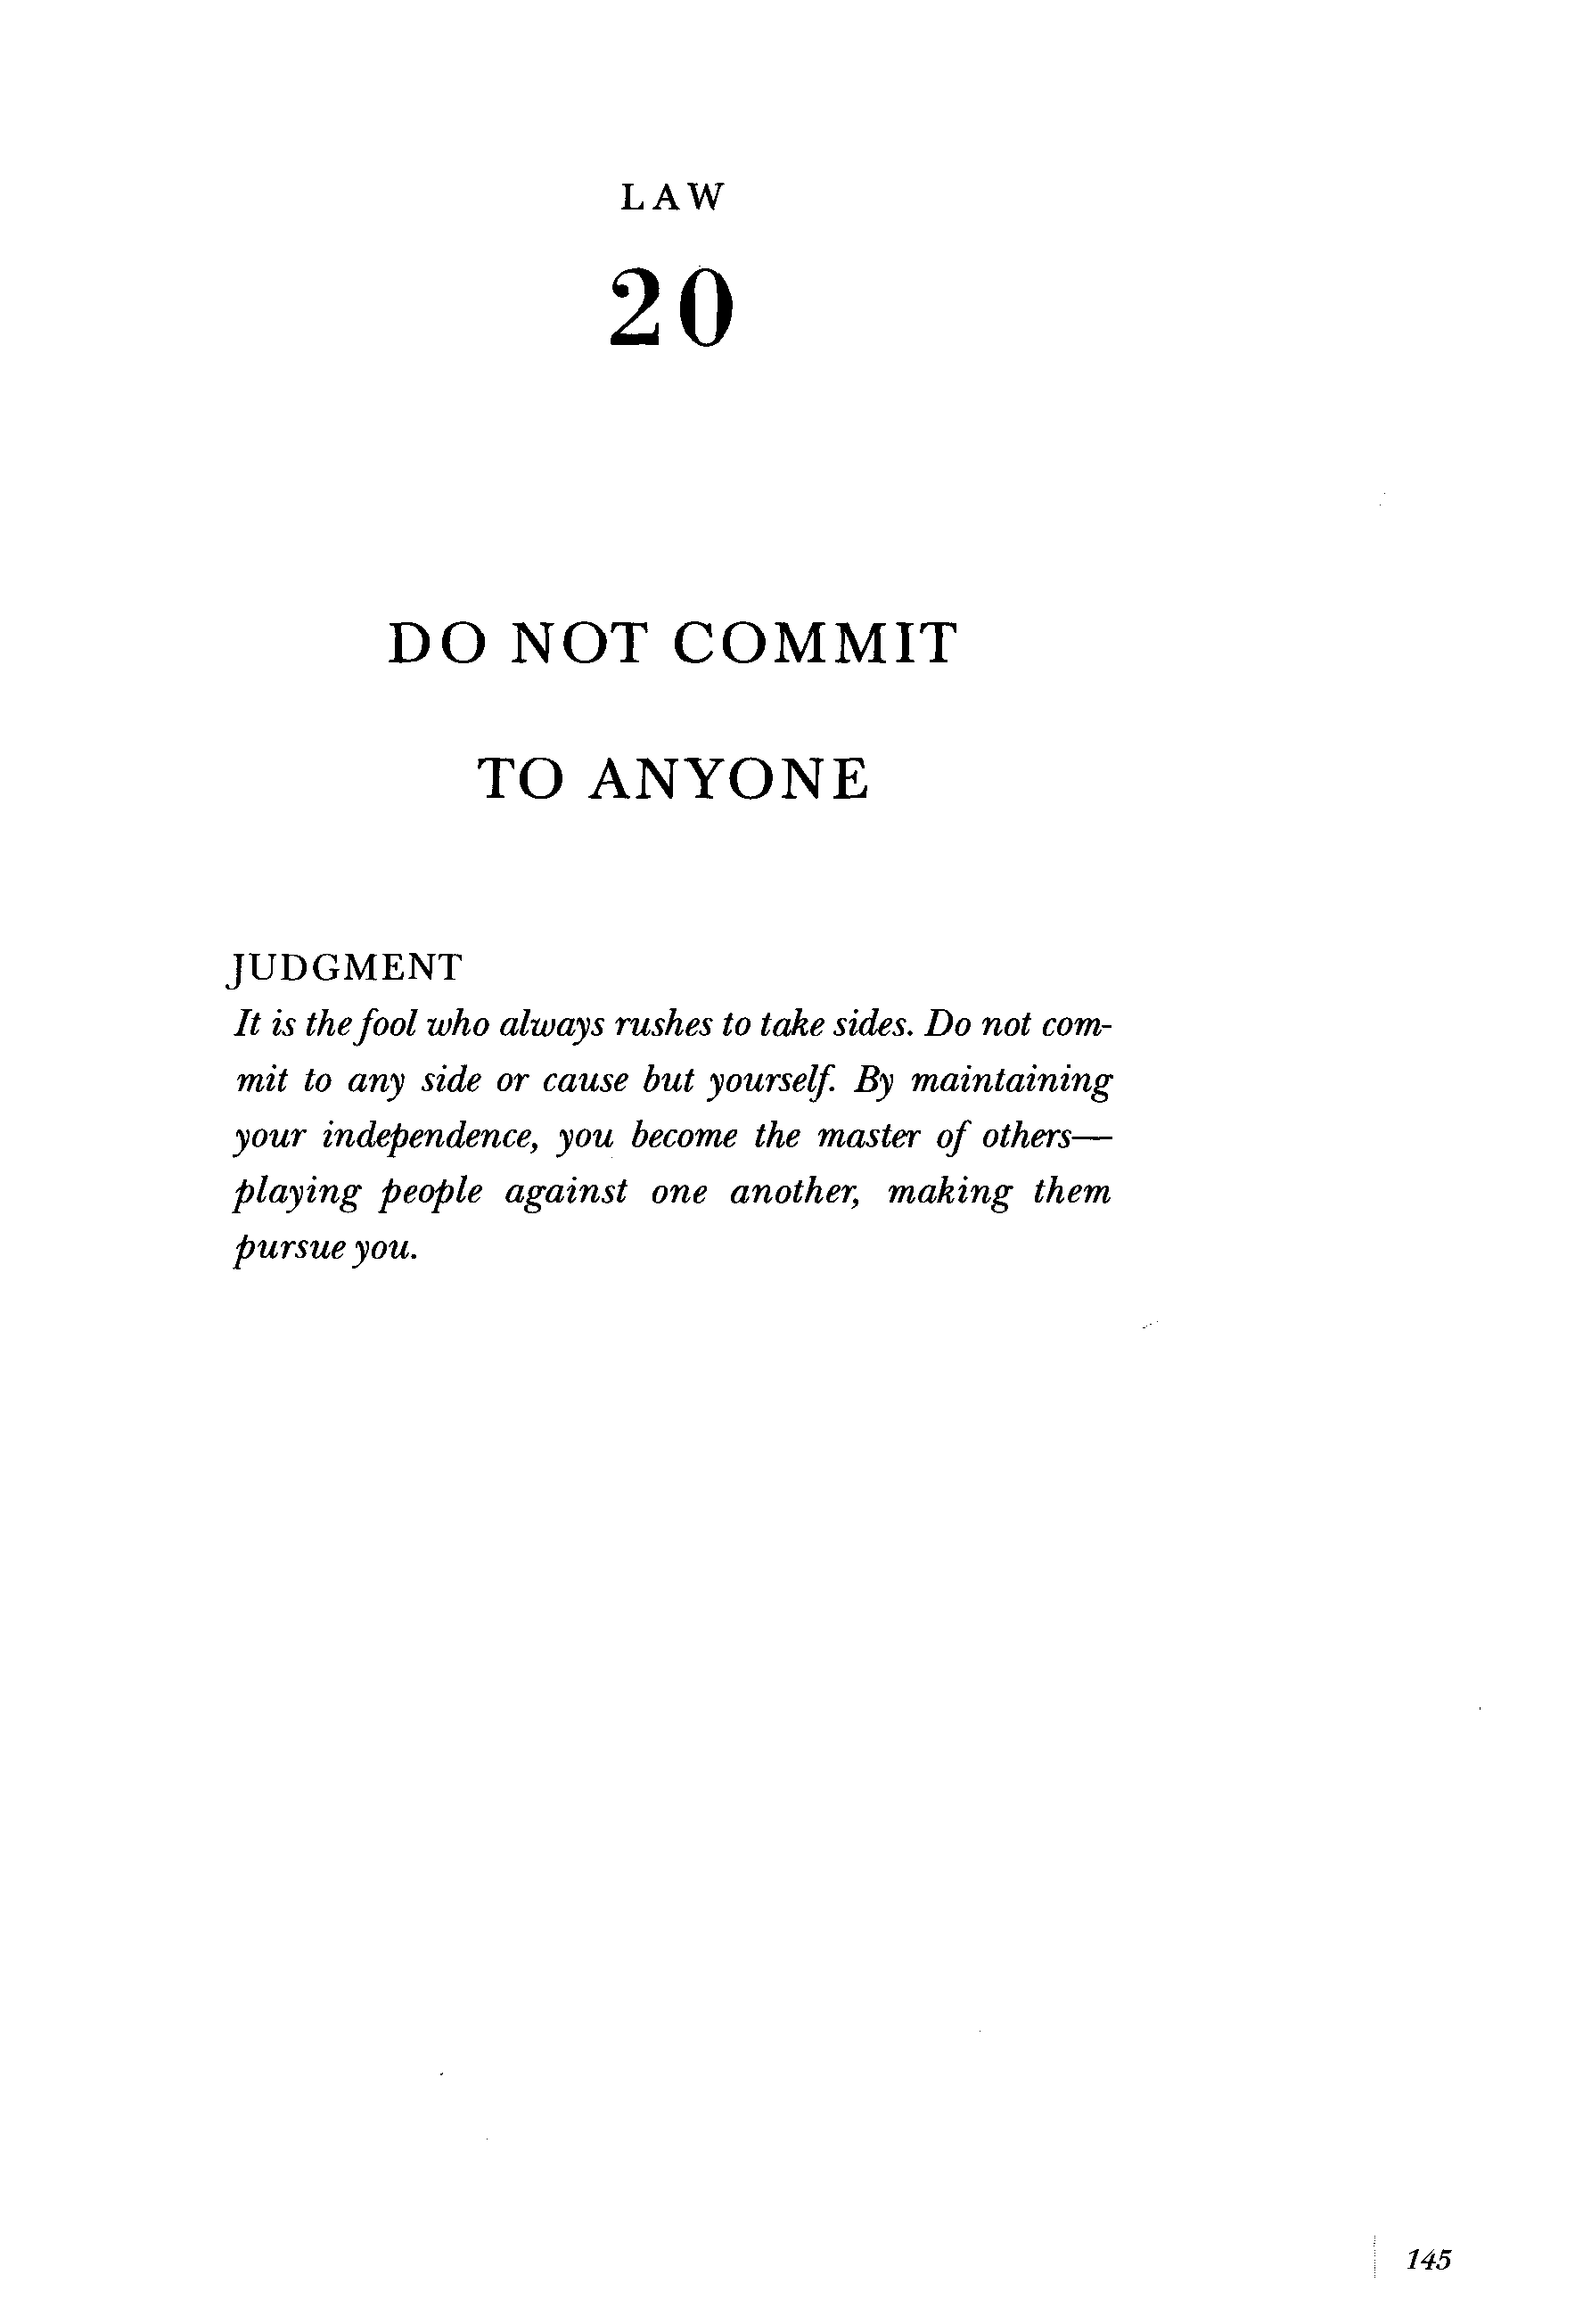 LAW
20
DO NOT COMMIT
TO ANYONE
JUDGMENT
It is the fool who always rushes to take sides. Do not com-
mit to any side or cause but yourself. By maintaining
your independence, you become the master of others—
playing people against one another, making them
pursue you.
145